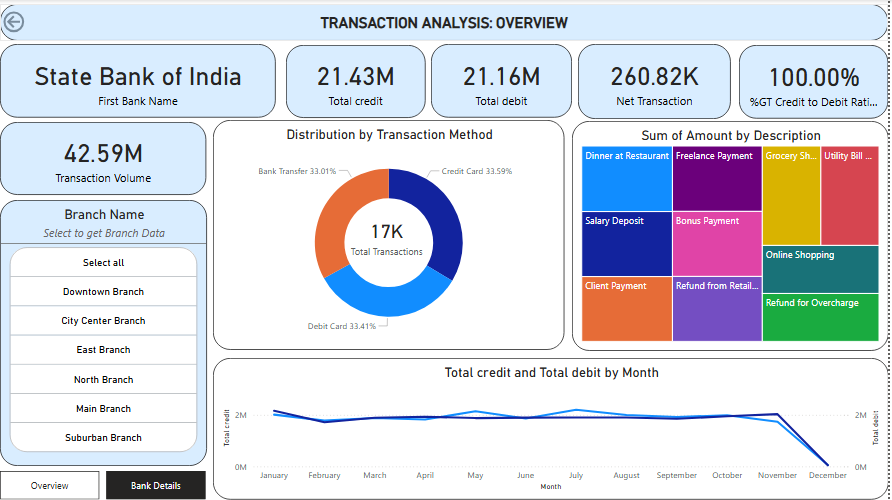 TRANSACTION ANALYSIS: OVERVIEW
State Bank of India
First Bank Name
21.43M
Total credit
21.16M
Total debit
260.82K
Net Transaction
100.00%
%GT Credit to Debit Rati...
42.59M
Transaction Volume
Branch Name
Select to get Branch Data
Select all
Downtown Branch
City Center Branch
East Branch
North Branch
Main Branch
Suburban Branch
Overview
Bank Details
Distribution by Transaction Method
Bank Transfer 33.01%
Credit Card 33.59%
17K
Total Transactions
Debit Card 33.41%
Sum of Amount by Description
Dinner at Restaurant
Freelance Payment
Grocery Sh...
Utility Bill ...
Salary Deposit
Bonus Payment
Online Shopping
Client Payment
Refund from Retail...
Refund for Overcharge
Total credit and Total debit by Month
Total credit
2M
0M
2M
0M
Total debit
January
February
March
April
May
June
July
August
September
October
November
December
Month